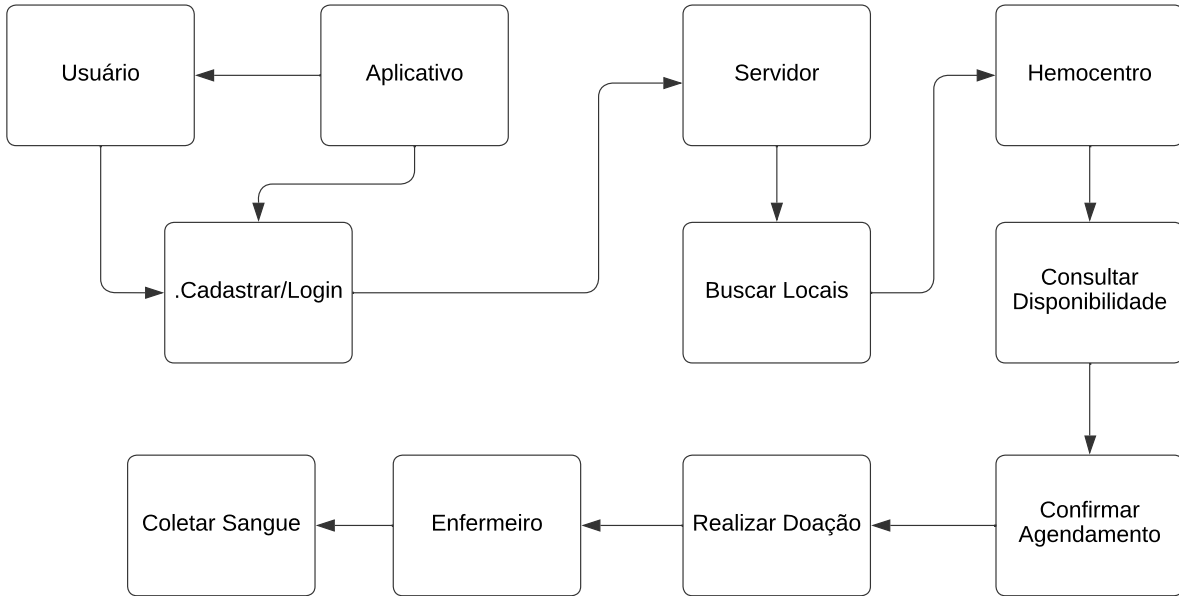 Usuário
Aplicativo
Servidor
Hemocentro
.Cadastrar/Login
Buscar Locais
Consultar
Disponibilidade
Coletar Sangue
Enfermeiro
Realizar Doação
Confirmar
Agendamento